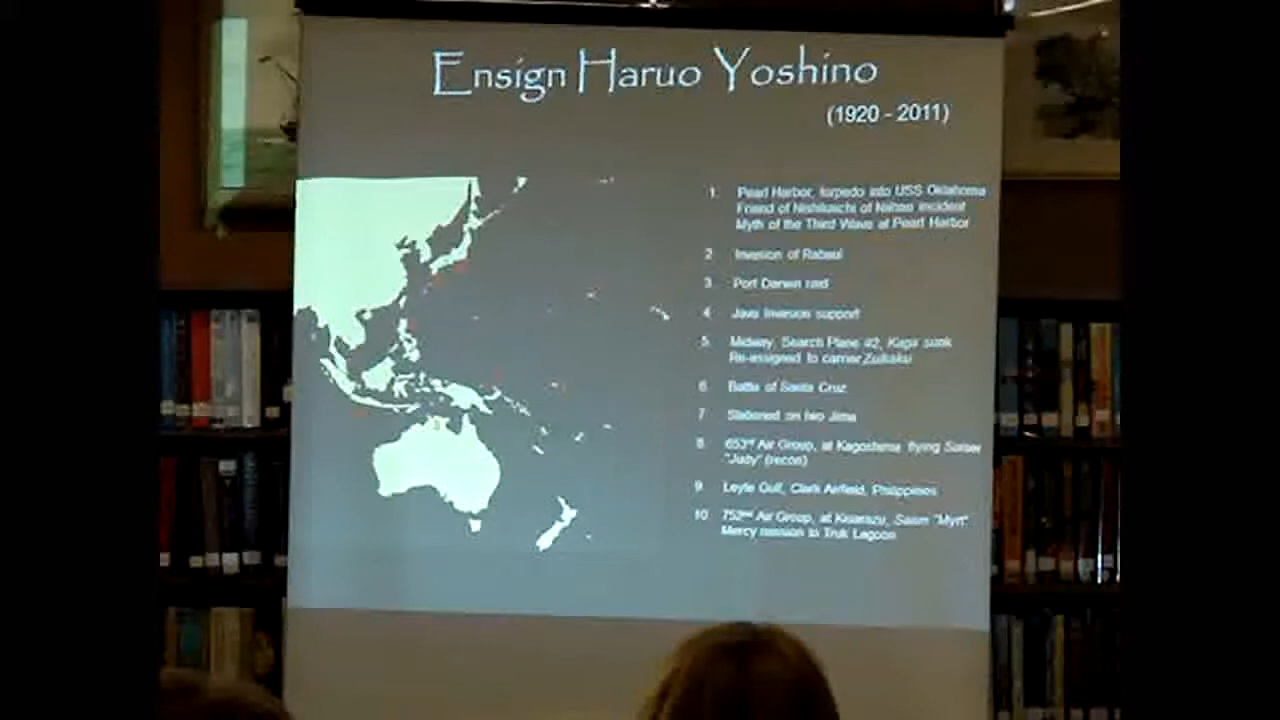 Ensign Haruo Yoshino
(1920 - 2011)
1. Pearl Harbor, torpedo into USS Oklahoma
Friend of Nishikaichi of Niihau incident
Myth of the Third Wave at Pearl Harbor
2 Invasion of Rabaul
3 Port Darwin raid
4 Java Invasion support
5 Midway, Search Plane #2, Kaga sunk
Re-assigned to carrier Zuikaku
6 Battle of Santa Cruz
7 Stationed on Iwo Jima
8 653rd Air Group, at Kagoshima flying Suisei
"Judy" (recon)
9 Leyte Gulf, Clark Airfield, Philippines
10 752nd Air Group, at Kisarazu, Saiun "Myrt"
Mercy mission to Truk Lagoon